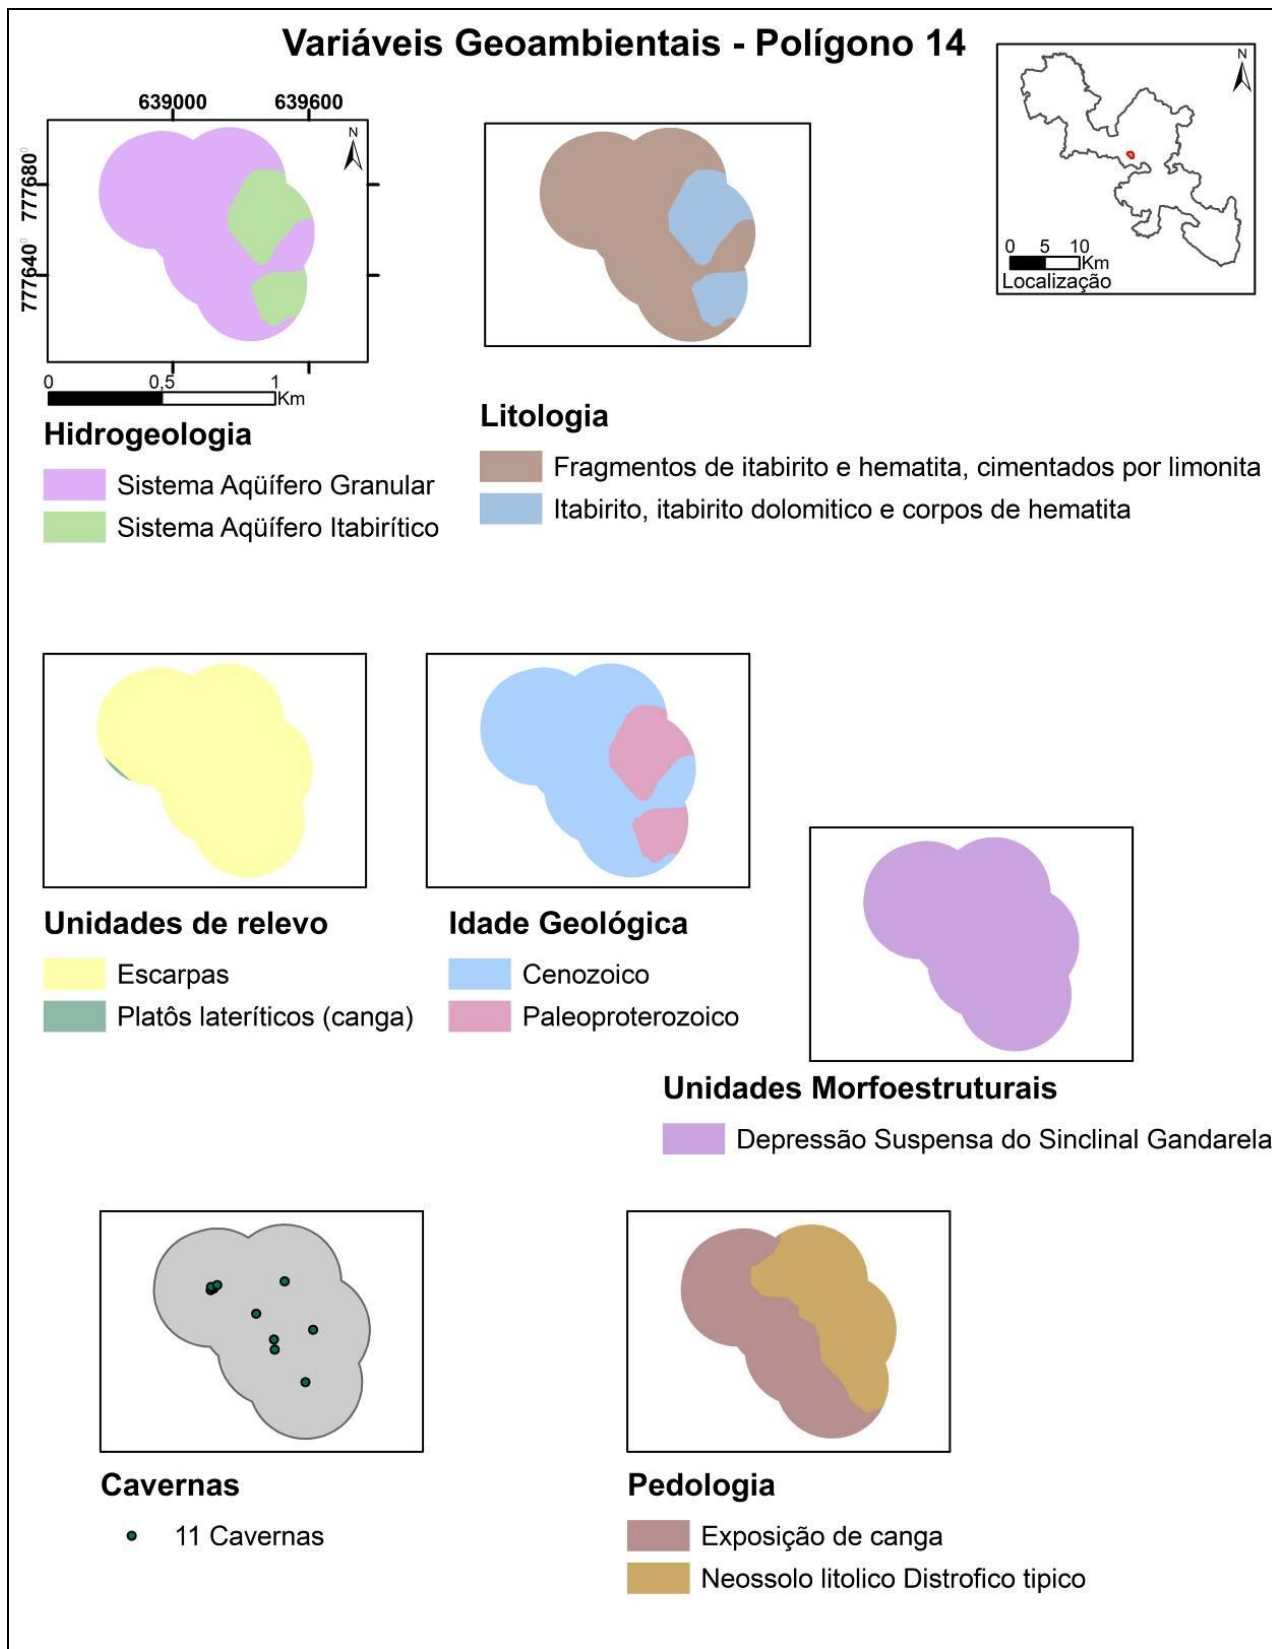 Variáveis Geoambientais - Polígono 14
639000 639600
N
777680
777640
0 0,5 1
Km
N
0 5 10
Km
Localização
Hidrogeologia
Sistema Aqüífero Granular
Sistema Aqüífero Itabirítico
Litologia
Fragmentos de itabirito e hematita, cimentados por limonita
Itabirito, itabirito dolomitico e corpos de hematita
Unidades de relevo
Escarpas
Platôs lateríticos (canga)
Idade Geológica
Cenozoico
Paleoproterozoico
Unidades Morfoestruturais
Depressão Suspensa do Sinclinal Gandarela
Cavernas
11 Cavernas
Pedologia
Exposição de canga
Neossolo litolico Distrofico tipico